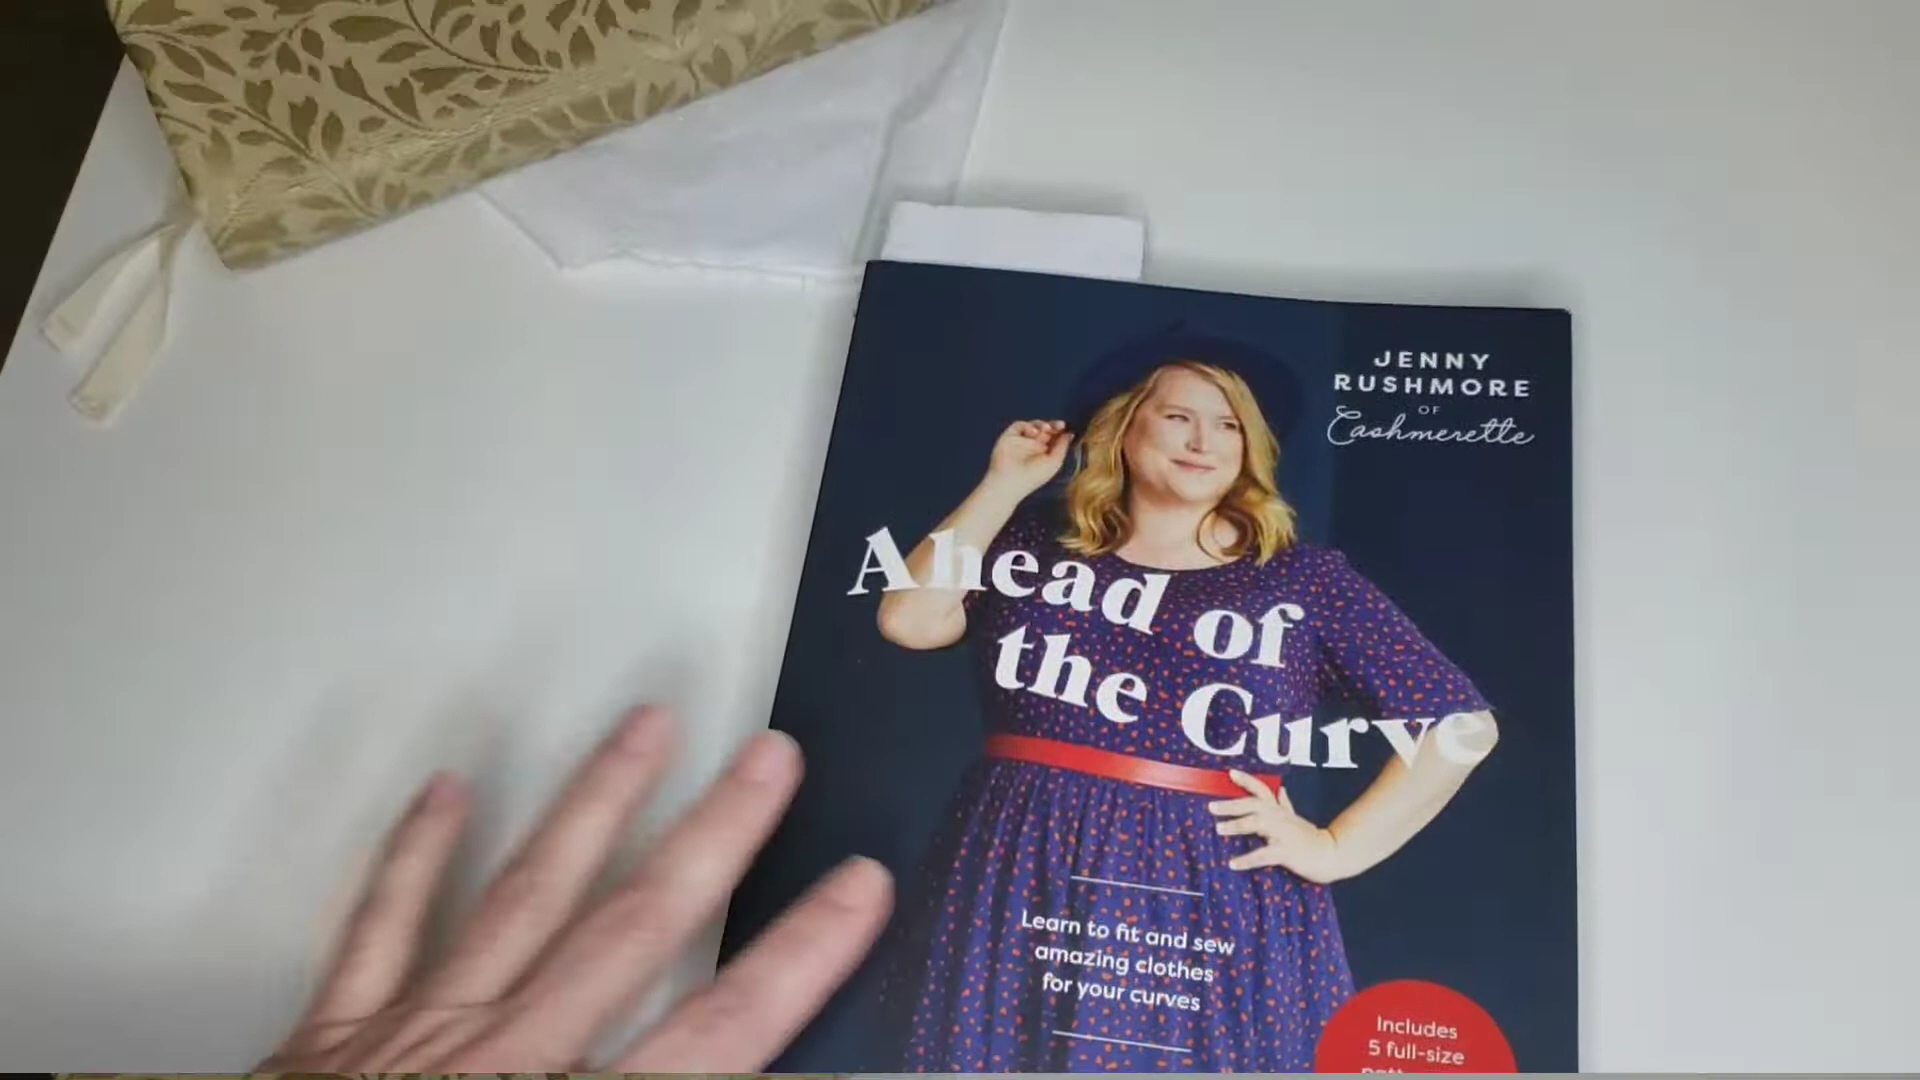 JENNY
RUSHMORE
OF
Cashmerette
Ahead of
the Curve
Learn to fit and sew
amazing clothes
for your curves
Includes
5 full-size